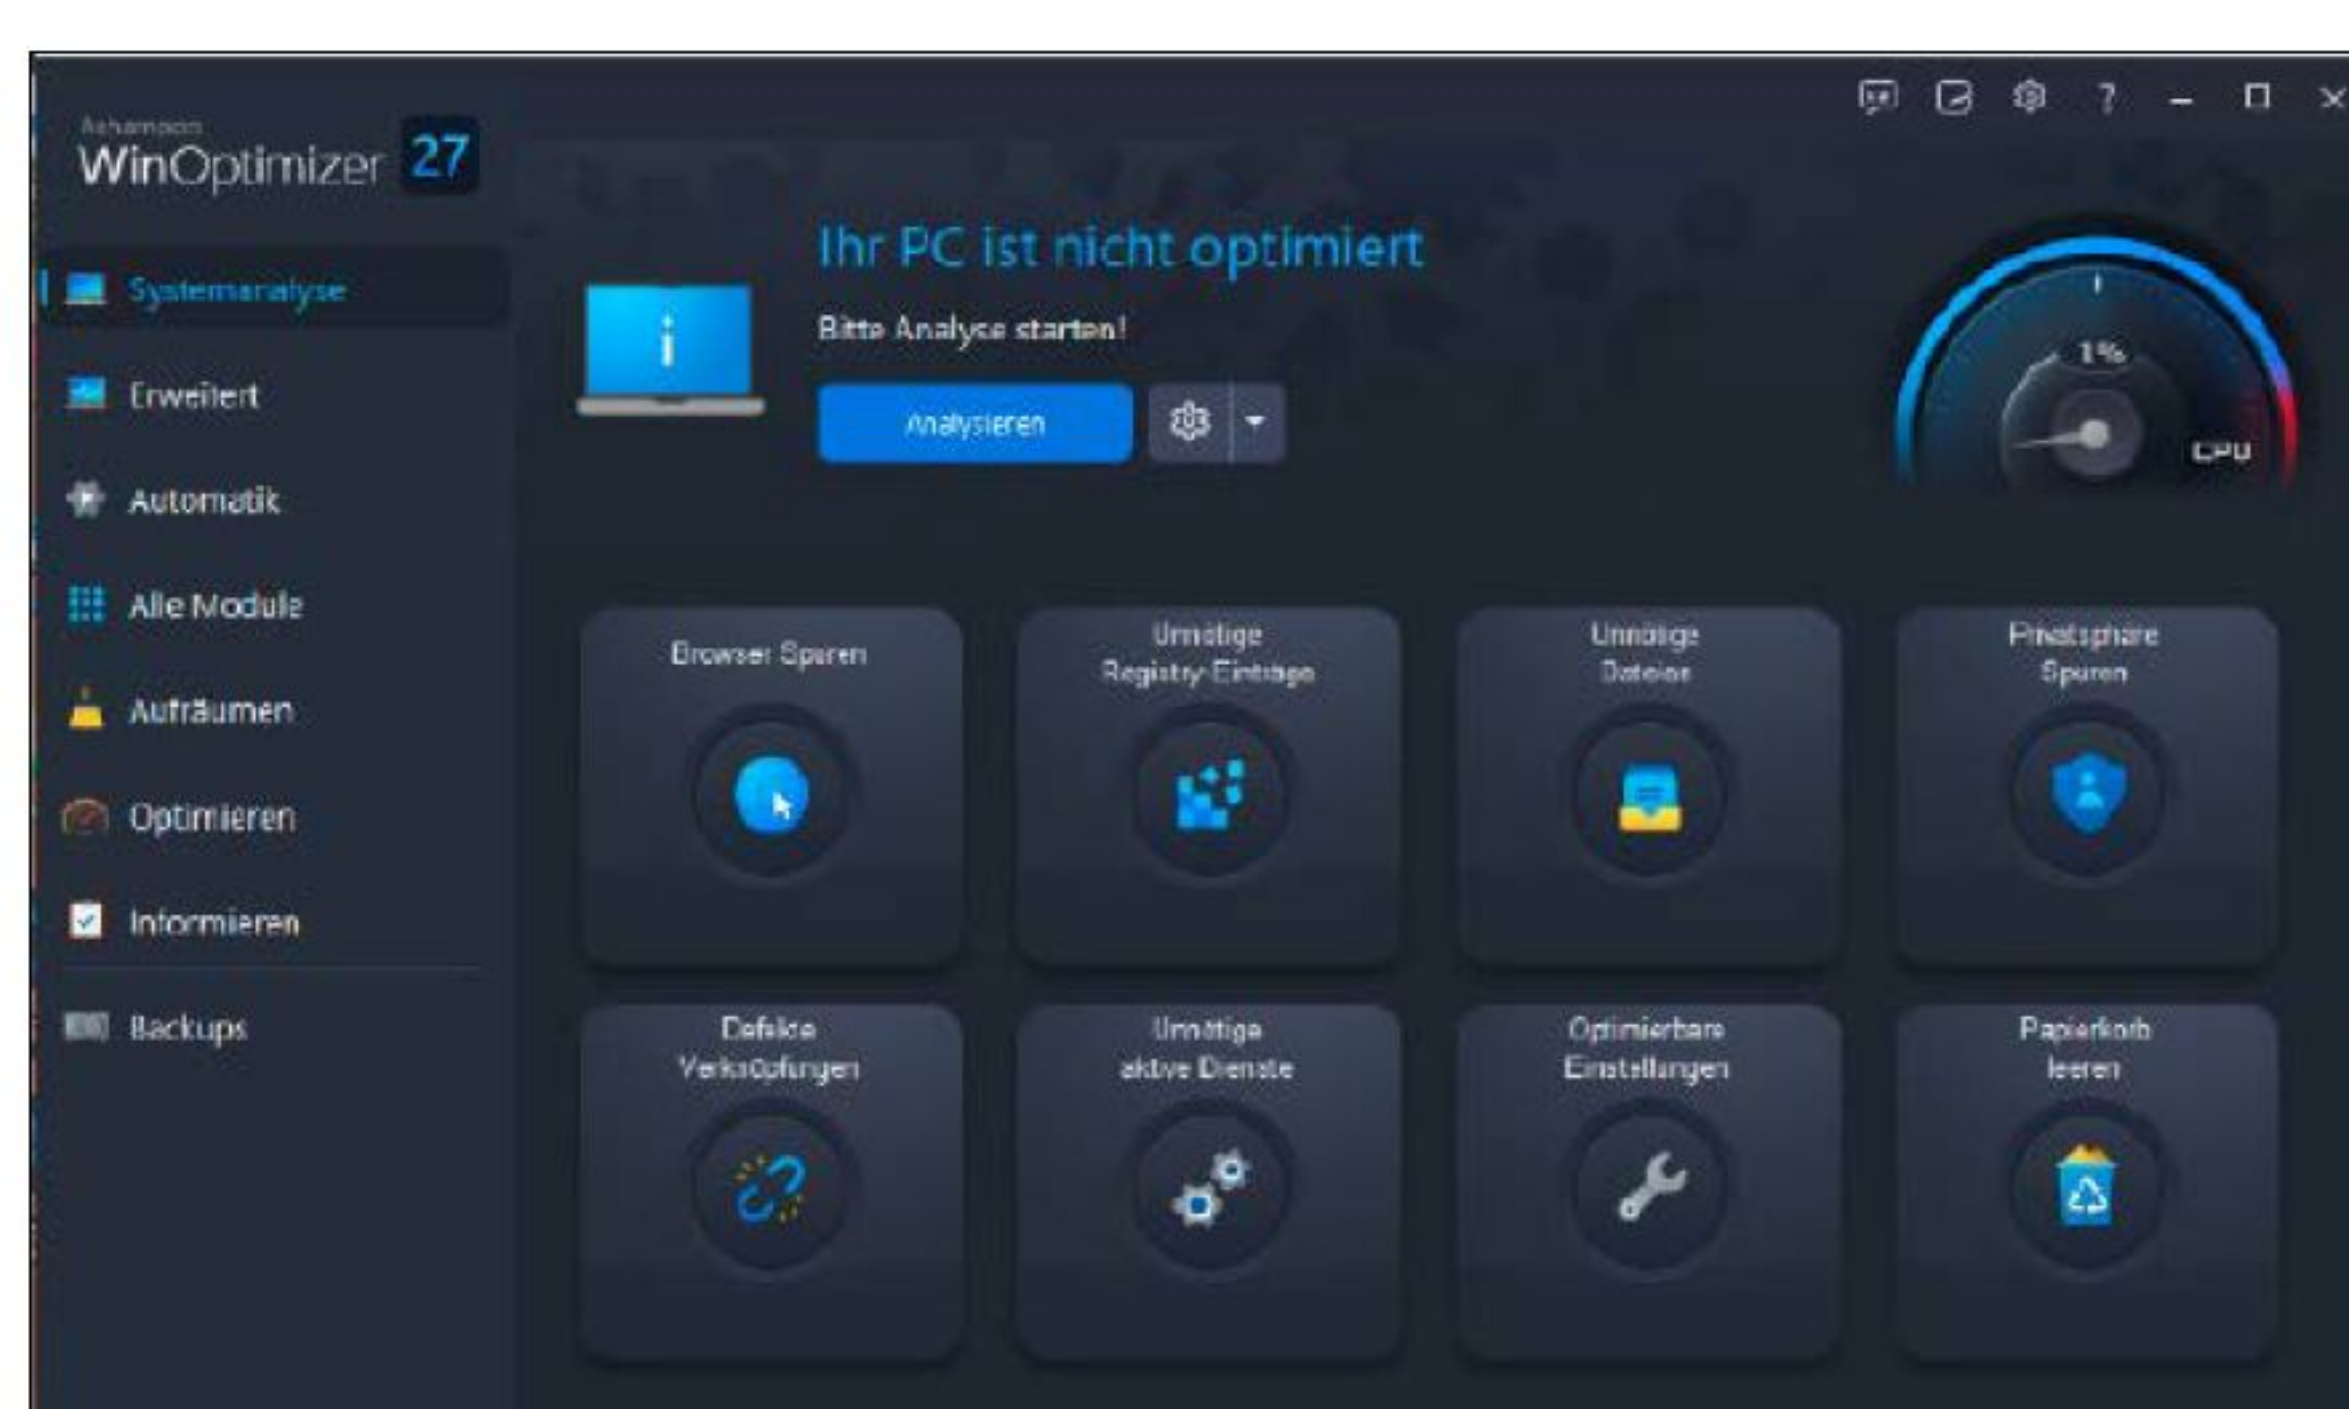 Ashampoo
WinOptimizer 27
Systemanalyse
Erweitert
Automatik
Alle Module
Aufräumen
Optimieren
Informieren
Backups
?
Ihr PC ist nicht optimiert
Bitte Analyse starten!
Analysieren
1%
CPU
Browser Spuren
Unnötige
Registry-Einträge
Unnötige
Dateien
Privatsphäre
Spuren
Defekte
Verknüpfungen
Unnötige
aktive Dienste
Optimierbare
Einstellungen
Papierkorb
leeren